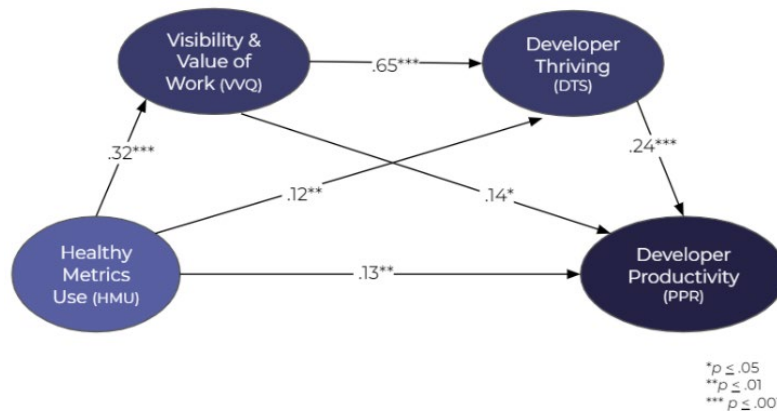 Visibility &
Value of
Work (VVQ)
.65***
Developer
Thriving
(DTS)
.32***
.24***
.12**
.14*
Healthy
Metrics
Use (HMU)
.13**
Developer
Productivity
(PPR)
*p ≤ .05
**p ≤ .01
*** p ≤ .00